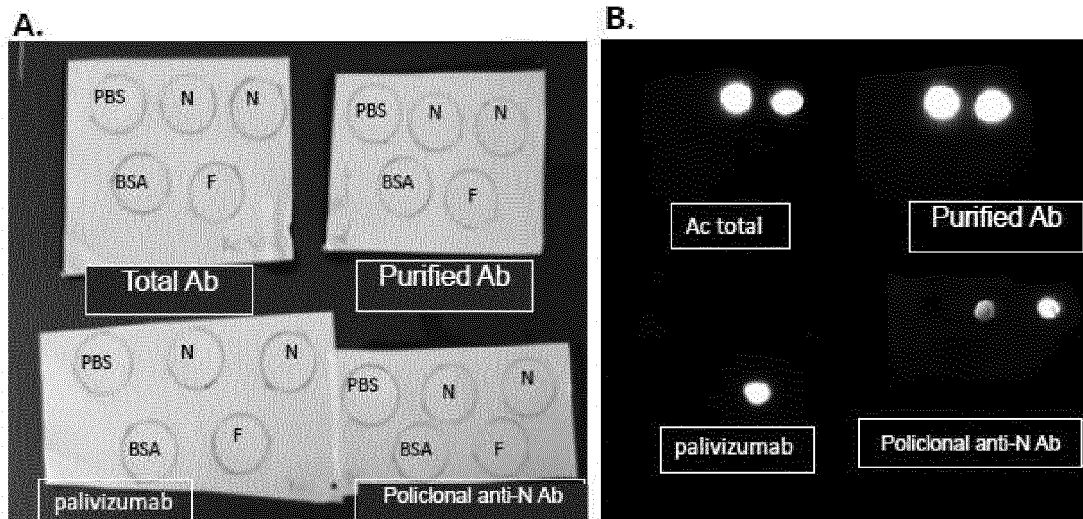 A.
PBS N N
BSA F
Total Ab
PBS N N
BSA F
Purified Ab
PBS N N
BSA F
palivizumab
PBS N N
BSA F
Policlonal anti-N Ab
B.
Ac total
Purified Ab
palivizumab
Policlonal anti-N Ab